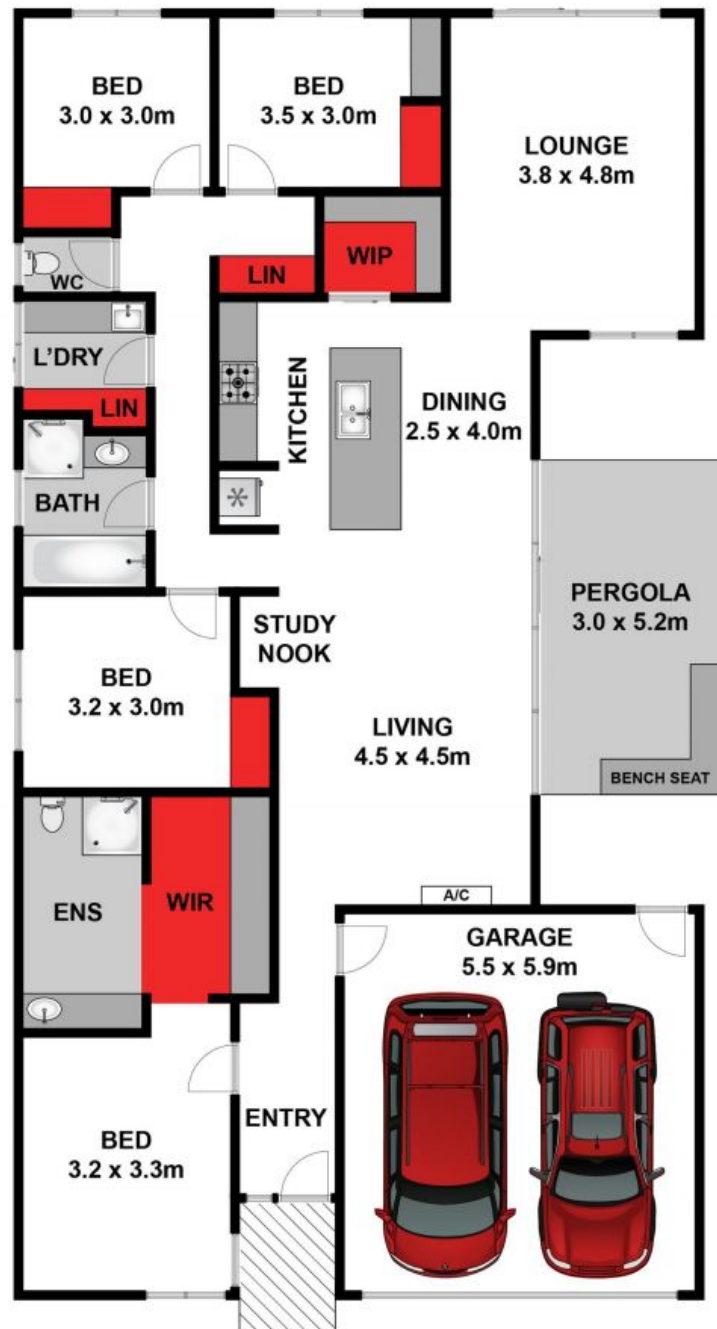 BED
3.0 x 3.0m
BED
3.5 x 3.0m
LOUNGE
3.8 x 4.8m
WC
LIN
WIP
L'DRY
LIN
KITCHEN
DINING
2.5 x 4.0m
BATH
PERGOLA
3.0 x 5.2m
BENCH SEAT
STUDY
NOOK
BED
3.2 x 3.0m
LIVING
4.5 x 4.5m
ENS
WIR
A/C
GARAGE
5.5 x 5.9m
ENTRY
BED
3.2 x 3.3m